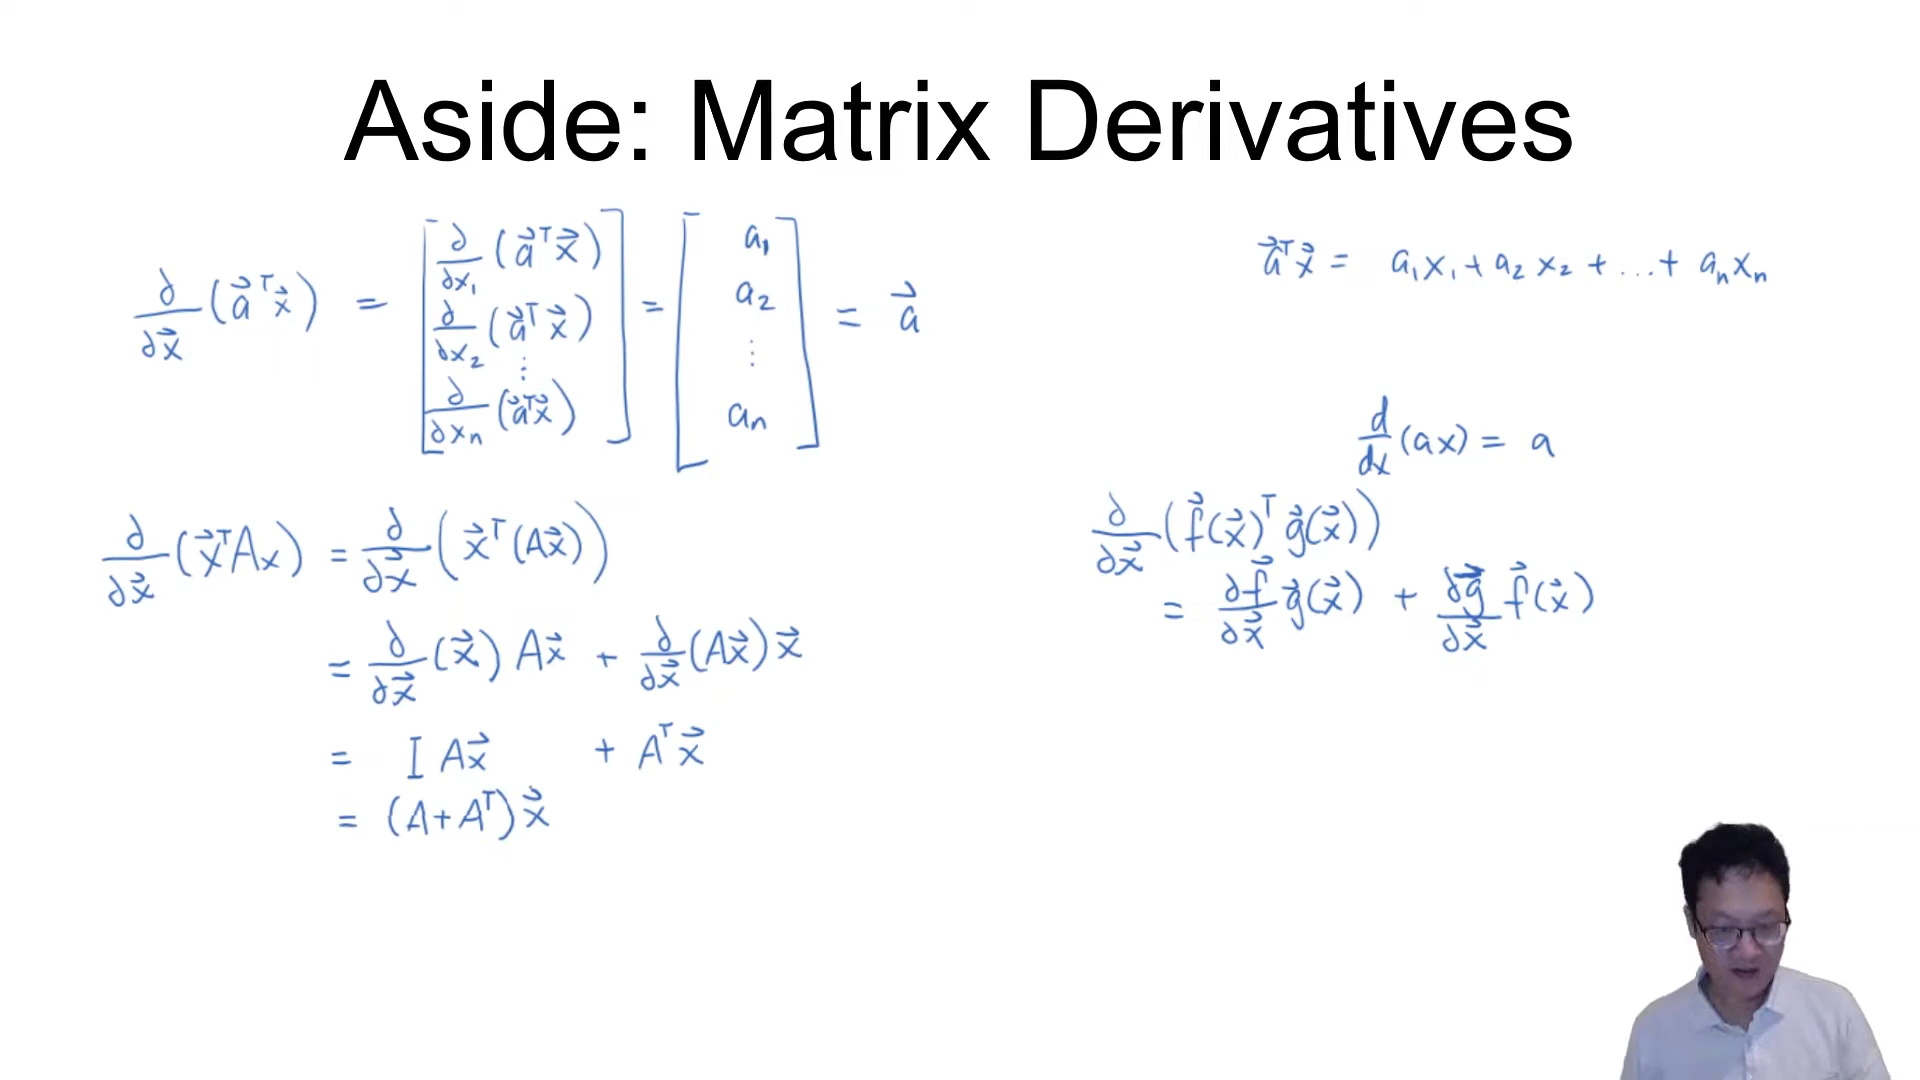 Aside: Matrix Derivatives
∂/∂x⃗ (a⃗ᵀx⃗) = [ ∂/∂x₁ (a⃗ᵀx⃗) ∂/∂x₂ (a⃗ᵀx⃗) ⋮ ∂/∂xₙ (a⃗ᵀx⃗) ] = [ a₁ a₂ ⋮ aₙ ] = a⃗
a⃗ᵀx⃗ = a₁x₁ + a₂x₂ + ... + aₙxₙ
d/dx (ax) = a
∂/∂x⃗ (x⃗ᵀAx) = ∂/∂x⃗ (x⃗ᵀ(Ax⃗))
= ∂/∂x⃗ (x⃗) Ax⃗ + ∂/∂x⃗ (Ax⃗) x⃗
= I Ax⃗ + Aᵀx⃗
= (A+Aᵀ)x⃗
∂/∂x⃗ (f⃗(x⃗)ᵀ g⃗(x⃗))
= ∂f⃗/∂x⃗ g⃗(x⃗) + ∂g⃗/∂x⃗ f⃗(x⃗)